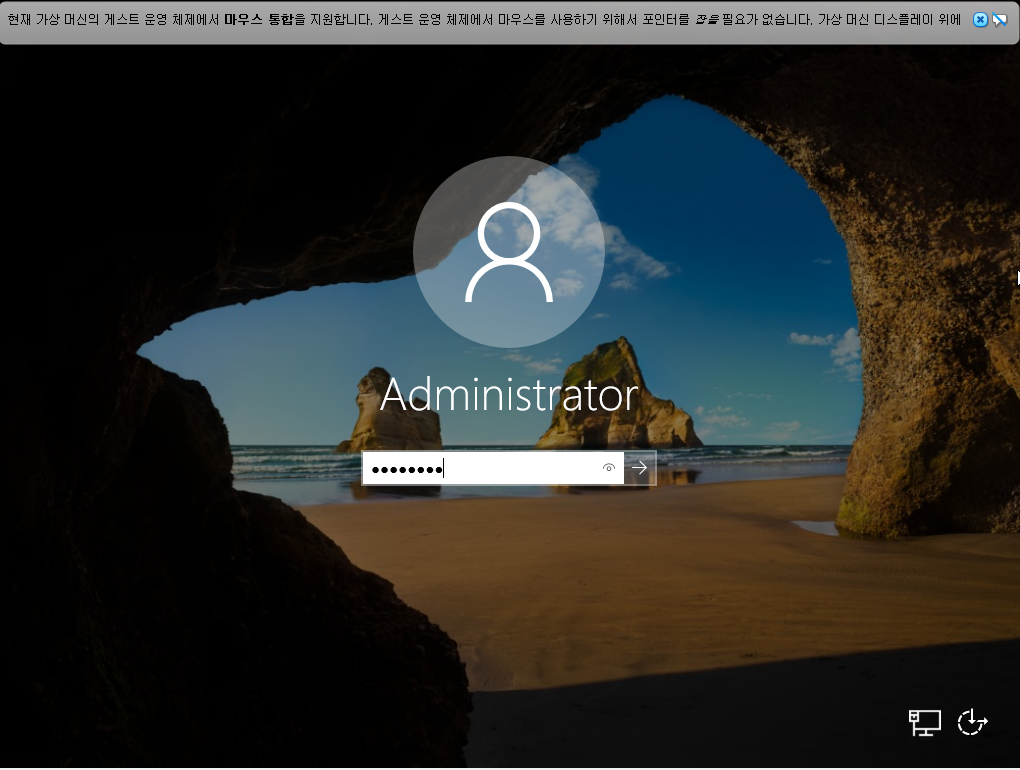 현재 가상 머신의 게스트 운영 체제에서 마우스 통합을 지원합니다. 게스트 운영 체제에서 마우스를 사용하기 위해서 포인터를 잡을 필요가 없습니다. 가상 머신 디스플레이 위에
Administrator